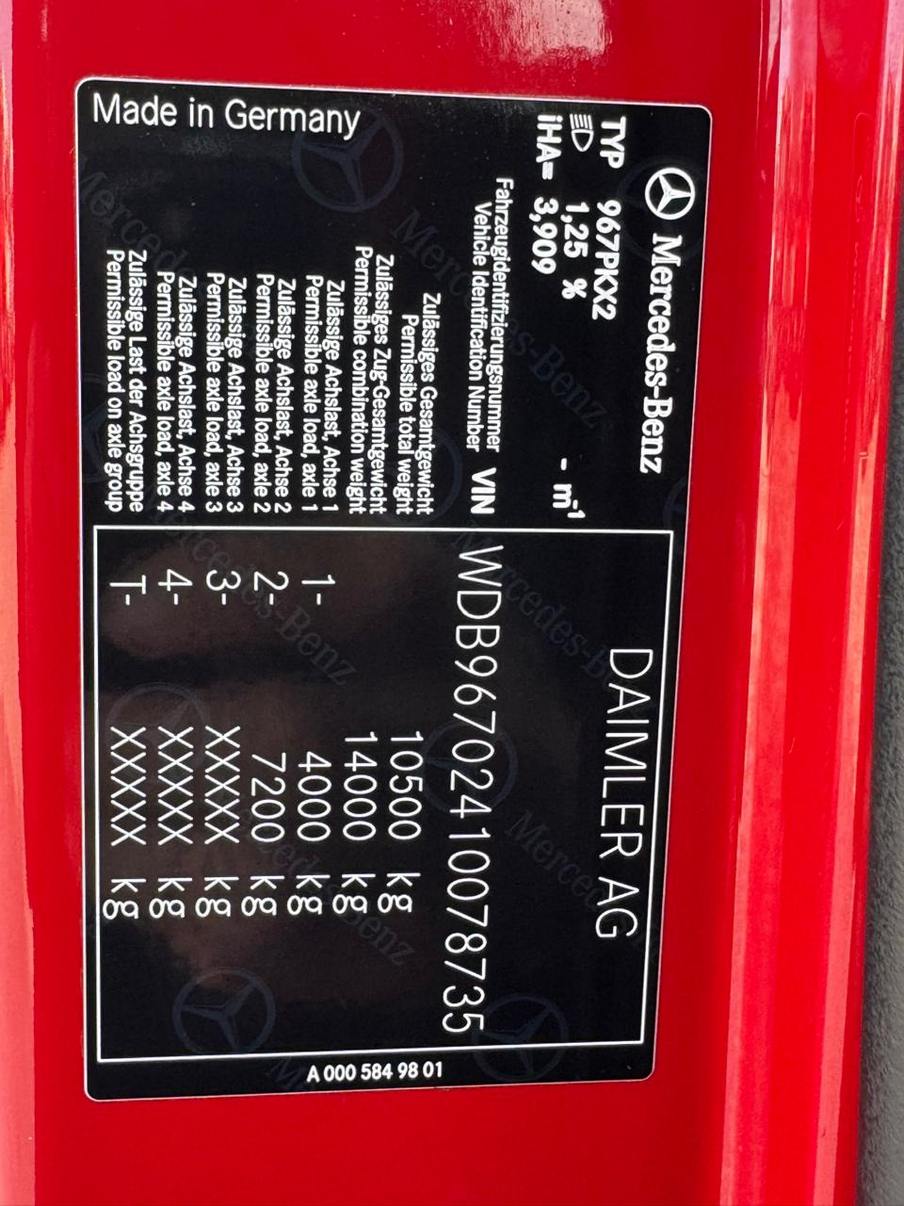 Mercedes-Benz
DAIMLER AG
TYP 967PKX2
1,25 % - m⁻¹
iHA= 3,909
Fahrzeugidentifizierungsnummer
Vehicle Identification Number VIN WDB96702410078735
Zulässiges Gesamtgewicht
Permissible total weight 10500 kg
Zulässiges Zug-Gesamtgewicht
Permissible combination weight 14000 kg
Zulässige Achslast, Achse 1
Permissible axle load, axle 1 1- 4000 kg
Zulässige Achslast, Achse 2
Permissible axle load, axle 2 2- 7200 kg
Zulässige Achslast, Achse 3
Permissible axle load, axle 3 3- XXXXX kg
Zulässige Achslast, Achse 4
Permissible axle load, axle 4 4- XXXXX kg
Zulässige Last der Achsgruppe
Permissible load on axle group T- XXXXX kg
Made in Germany
A 000 584 98 01